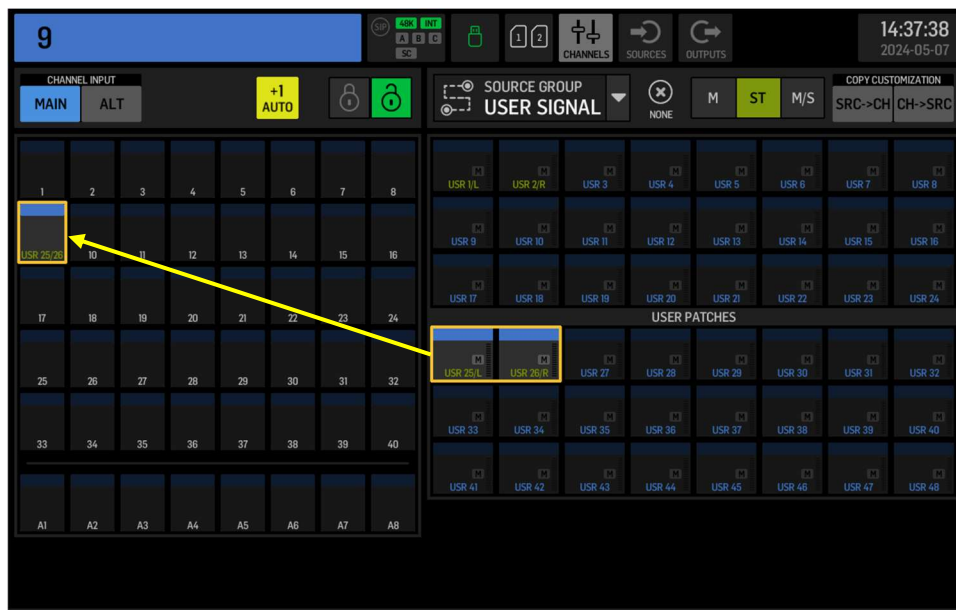 9
SIP
48K INT
A B C
SC
1 2
CHANNELS
SOURCES
OUTPUTS
14:37:38
2024-05-07
CHANNEL INPUT
MAIN ALT
+1
AUTO
SOURCE GROUP
USER SIGNAL
NONE
M ST M/S
COPY CUSTOMIZATION
SRC->CH CH->SRC
1 2 3 4 5 6 7 8
USR 25/26 10 11 12 13 14 15 16
17 18 19 20 21 22 23 24
25 26 27 28 29 30 31 32
33 34 35 36 37 38 39 40
A1 A2 A3 A4 A5 A6 A7 A8
M M M M M M M M
USR 1/L USR 2/R USR 3 USR 4 USR 5 USR 6 USR 7 USR 8
M M M M M M M M
USR 9 USR 10 USR 11 USR 12 USR 13 USR 14 USR 15 USR 16
M M M M M M M M
USR 17 USR 18 USR 19 USR 20 USR 21 USR 22 USR 23 USR 24
USER PATCHES
M M M M M M M M
USR 25/L USR 26/R USR 27 USR 28 USR 29 USR 30 USR 31 USR 32
M M M M M M M M
USR 33 USR 34 USR 35 USR 36 USR 37 USR 38 USR 39 USR 40
M M M M M M M M
USR 41 USR 42 USR 43 USR 44 USR 45 USR 46 USR 47 USR 48